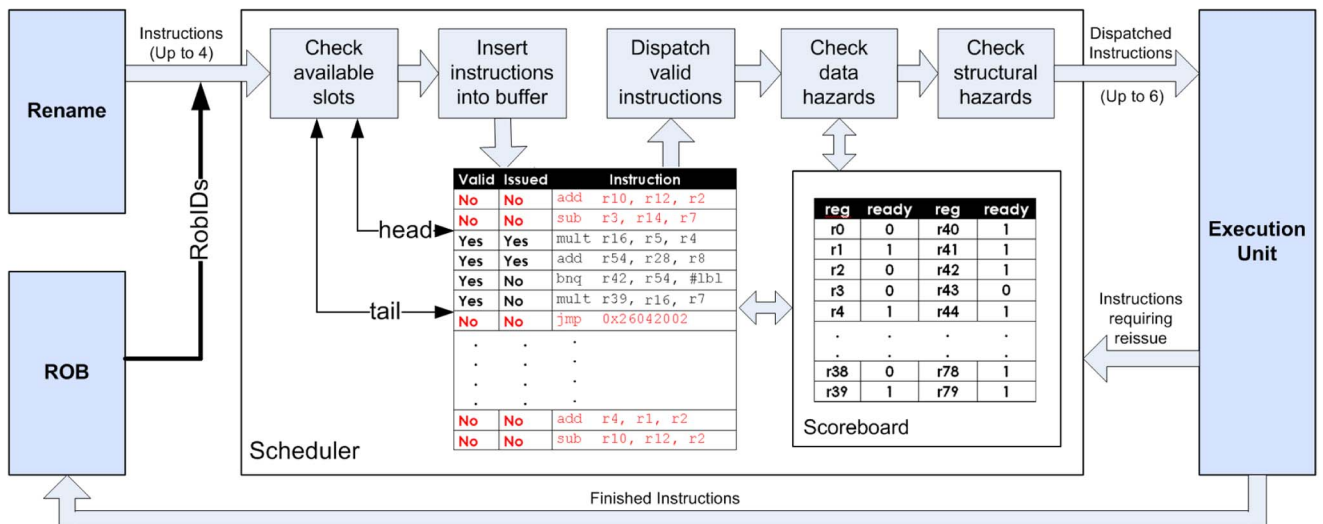 Rename
Instructions
(Up to 4)
RobIDs
ROB
Check
available
slots
Insert
instructions
into buffer
Dispatch
valid
instructions
Check
data
hazards
Check
structural
hazards
Dispatched
Instructions
(Up to 6)
Execution
Unit
head
tail
Valid Issued Instruction
No No add r10, r12, r2
No No sub r3, r14, r7
Yes Yes mult r16, r5, r4
Yes Yes add r54, r28, r8
Yes No bnq r42, r54, #lbl
Yes No mult r39, r16, r7
No No jmp 0x26042002
. . . .
. . . .
. . . .
. . . .
No No add r4, r1, r2
No No sub r10, r12, r2
reg ready reg ready
r0 0 r40 1
r1 1 r41 1
r2 0 r42 1
r3 0 r43 0
r4 1 r44 1
. . . .
. . . .
r38 0 r78 1
r39 1 r79 1
Scoreboard
Scheduler
Instructions
requiring
reissue
Finished Instructions